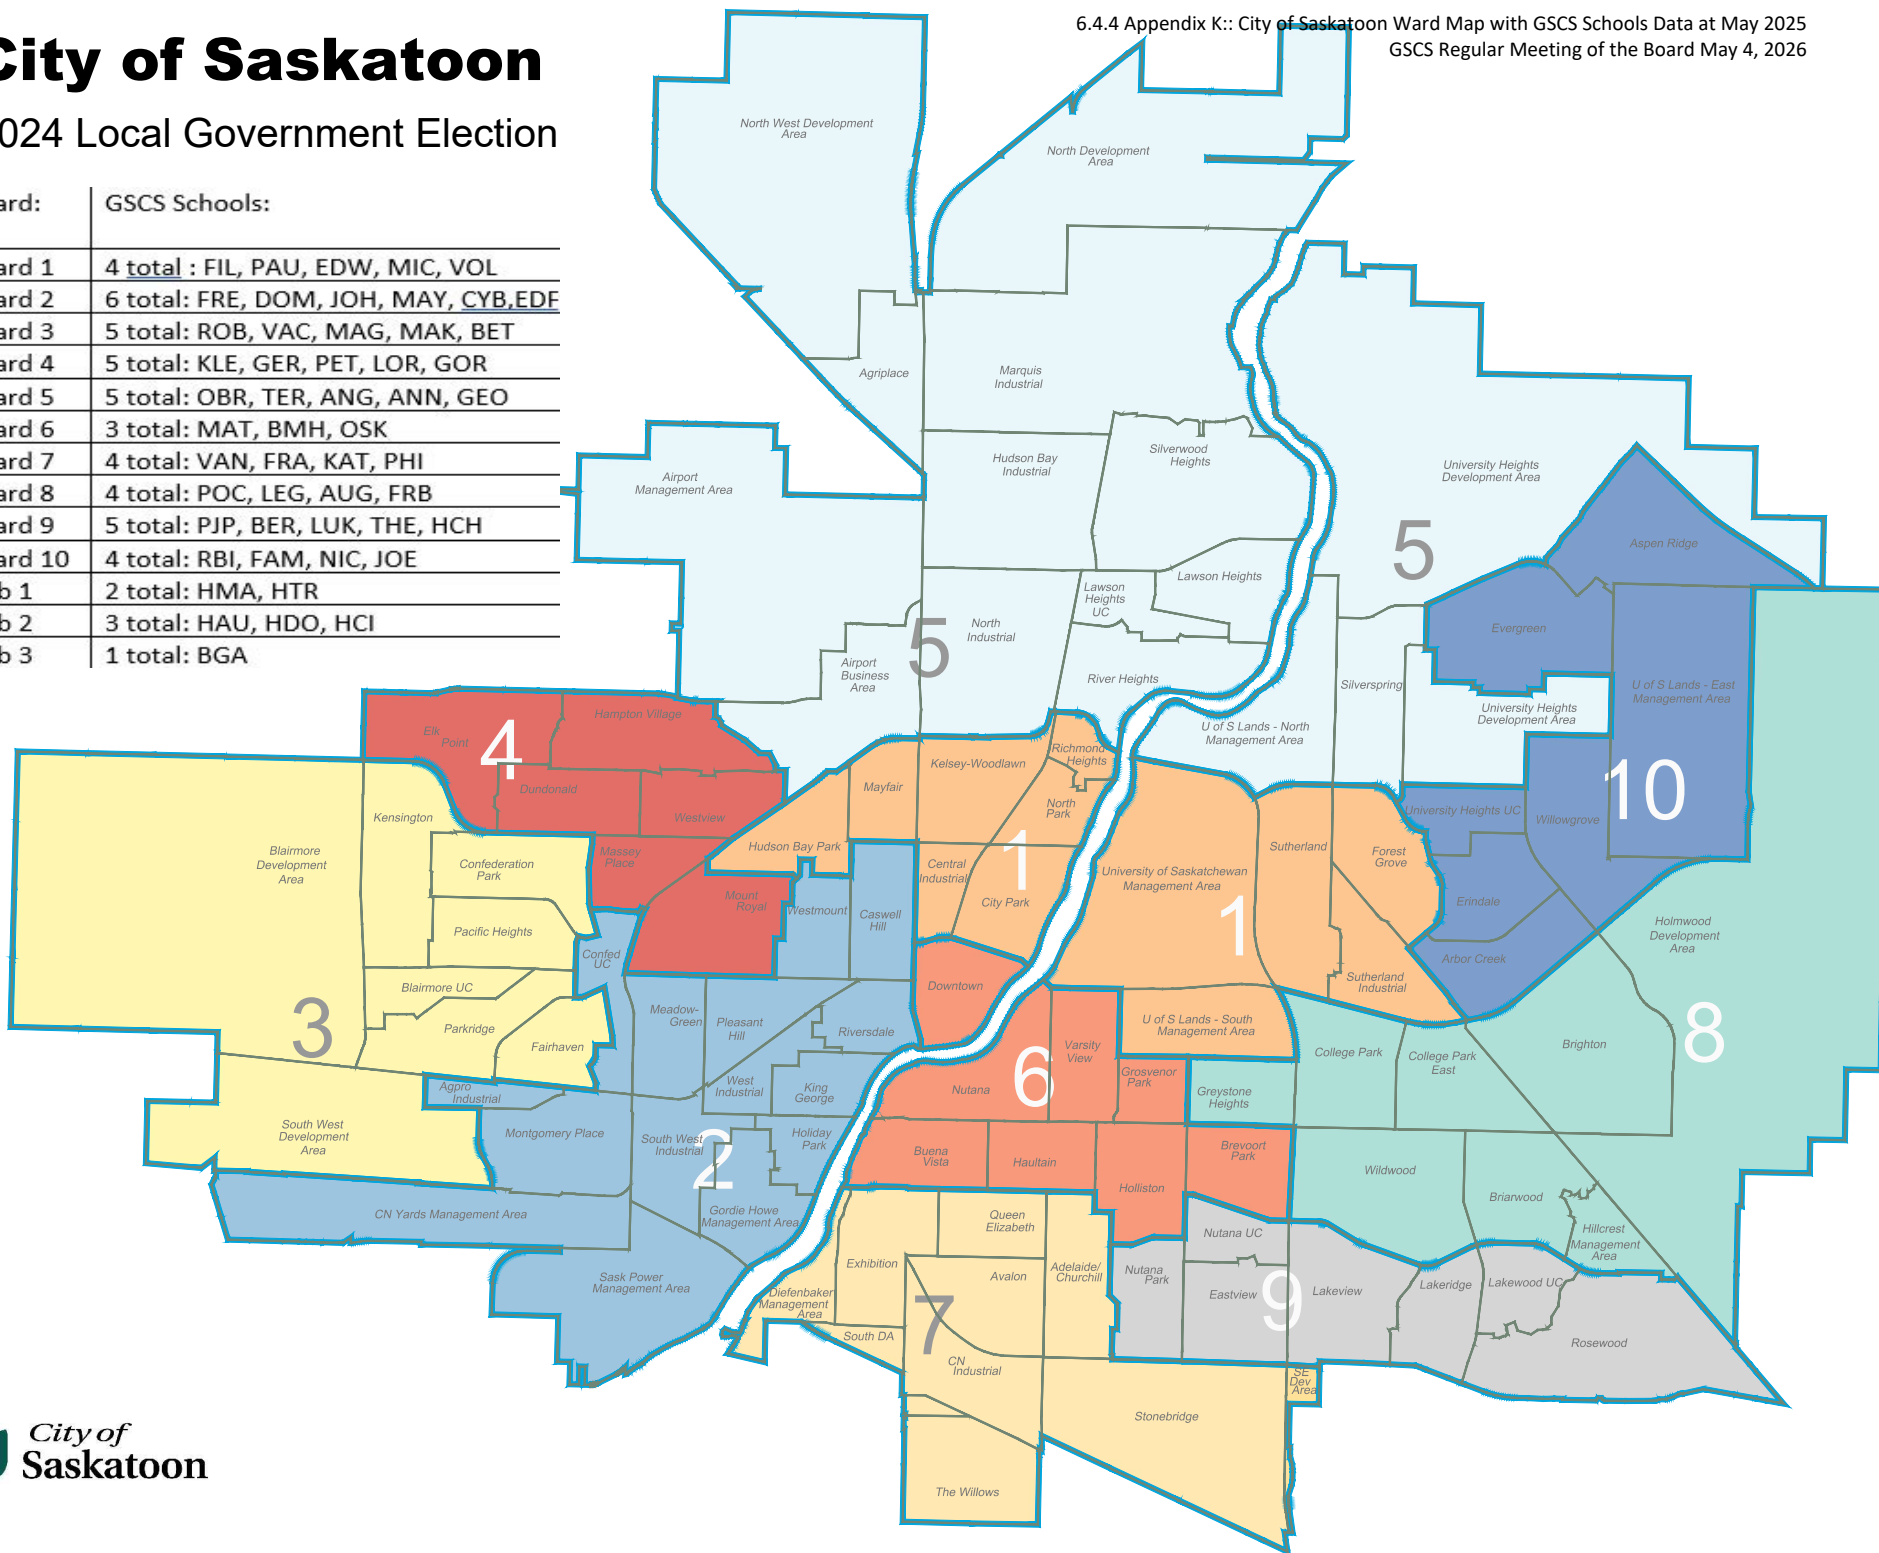 6.4.4 Appendix K:: City of Saskatoon Ward Map with GSCS Schools Data at May 2025
GSCS Regular Meeting of the Board May 4, 2026
City of Saskatoon
024 Local Government Election
ard: GSCS Schools:
ard 1 4 total : FIL, PAU, EDW, MIC, VOL
ard 2 6 total: FRE, DOM, JOH, MAY, CYB,EDF
ard 3 5 total: ROB, VAC, MAG, MAK, BET
ard 4 5 total: KLE, GER, PET, LOR, GOR
ard 5 5 total: OBR, TER, ANG, ANN, GEO
ard 6 3 total: MAT, BMH, OSK
ard 7 4 total: VAN, FRA, KAT, PHI
ard 8 4 total: POC, LEG, AUG, FRB
ard 9 5 total: PJP, BER, LUK, THE, HCH
ard 10 4 total: RBI, FAM, NIC, JOE
b 1 2 total: HMA, HTR
b 2 3 total: HAU, HDO, HCI
b 3 1 total: BGA
North West Development
Area
North Development
Area
Agriplace
Marquis
Industrial
Airport
Management Area
Hudson Bay
Industrial
Silverwood
Heights
University Heights
Development Area
5
Aspen Ridge
Lawson Heights
Lawson
Heights
UC
North
Industrial
5
Airport
Business
Area
River Heights
Silverspring
Evergreen
U of S Lands - East
Management Area
University Heights
Development Area
U of S Lands - North
Management Area
Elk
Point
4
Hampton Village
Dundonald
Westview
Massey
Place
Mount
Royal
Kelsey-Woodlawn
Richmond
Heights
Mayfair
North
Park
Hudson Bay Park
Central
Industrial
1
City Park
University of Saskatchewan
Management Area
1
Sutherland
Forest
Grove
Sutherland
Industrial
U of S Lands - South
Management Area
University Heights UC
Willowgrove
10
Erindale
Arbor Creek
Blairmore
Development
Area
Kensington
Confederation
Park
Pacific Heights
Blairmore UC
3
Parkridge
Fairhaven
South West
Development
Area
Westmount
Caswell
Hill
Confed
UC
Meadow-
Green
Pleasant
Hill
Riversdale
West
Industrial
King
George
Agpro
Industrial
Montgomery Place
South West
Industrial
2
Holiday
Park
Gordie Howe
Management Area
CN Yards Management Area
Sask Power
Management Area
Downtown
Nutana
6
Varsity
View
Grosvenor
Park
Buena
Vista
Haultain
Holliston
Brevoort
Park
Greystone
Heights
College Park
College Park
East
Brighton
8
Holmwood
Development
Area
Wildwood
Briarwood
Hillcrest
Management
Area
Queen
Elizabeth
Exhibition
Avalon
Adelaide/
Churchill
Diefenbaker
Management
Area
South DA
7
CN
Industrial
Stonebridge
The Willows
SE
Dev
Area
Nutana UC
Nutana
Park
Eastview
9
Lakeview
Lakeridge
Lakewood UC
Rosewood
City of
Saskatoon